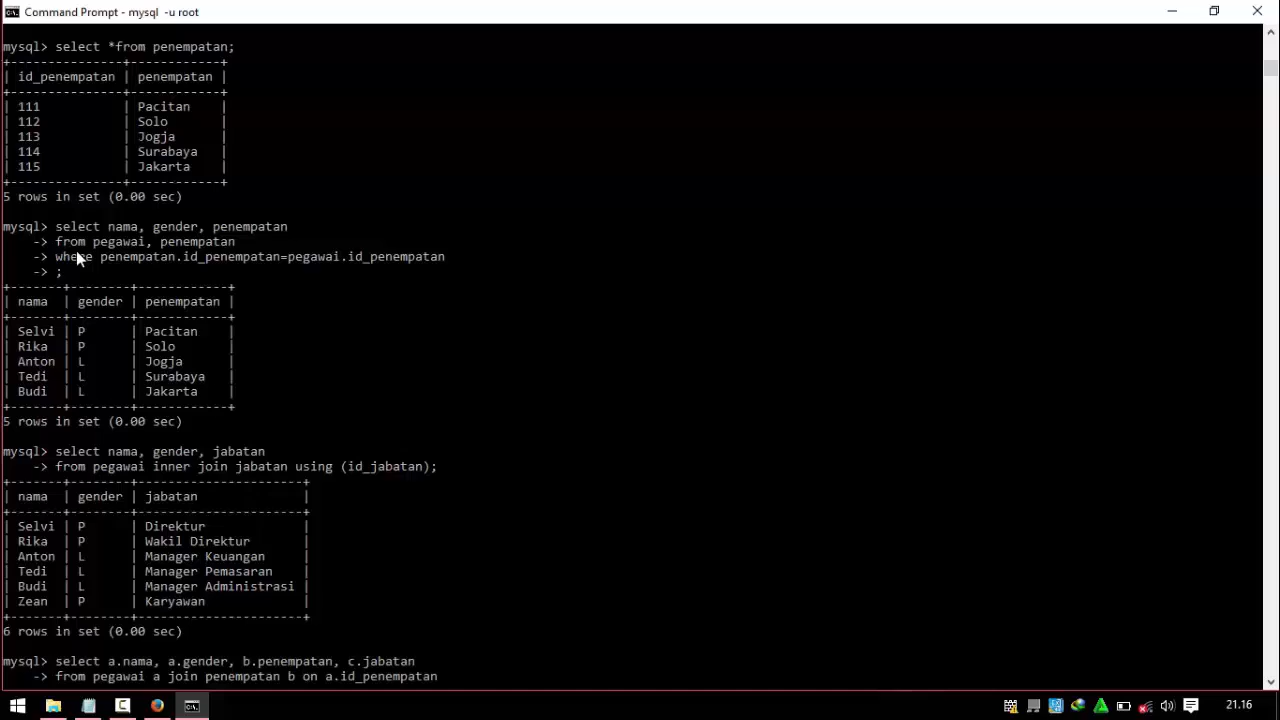 Command Prompt - mysql  -u root
mysql> select *from penempatan;
+---------------+------------+
| id_penempatan | penempatan |
+---------------+------------+
| 111           | Pacitan    |
| 112           | Solo       |
| 113           | Jogja      |
| 114           | Surabaya   |
| 115           | Jakarta    |
+---------------+------------+
5 rows in set (0.00 sec)
mysql> select nama, gender, penempatan
    -> from pegawai, penempatan
    -> where penempatan.id_penempatan=pegawai.id_penempatan
    -> ;
+-------+--------+------------+
| nama  | gender | penempatan |
+-------+--------+------------+
| Selvi | P      | Pacitan    |
| Rika  | P      | Solo       |
| Anton | L      | Jogja      |
| Tedi  | L      | Surabaya   |
| Budi  | L      | Jakarta    |
+-------+--------+------------+
5 rows in set (0.00 sec)
mysql> select nama, gender, jabatan
    -> from pegawai inner join jabatan using (id_jabatan);
+-------+--------+----------------------+
| nama  | gender | jabatan              |
+-------+--------+----------------------+
| Selvi | P      | Direktur             |
| Rika  | P      | Wakil Direktur       |
| Anton | L      | Manager Keuangan     |
| Tedi  | L      | Manager Pemasaran    |
| Budi  | L      | Manager Administrasi |
| Zean  | P      | Karyawan             |
+-------+--------+----------------------+
6 rows in set (0.00 sec)
mysql> select a.nama, a.gender, b.penempatan, c.jabatan
    -> from pegawai a join penempatan b on a.id_penempatan
21.16